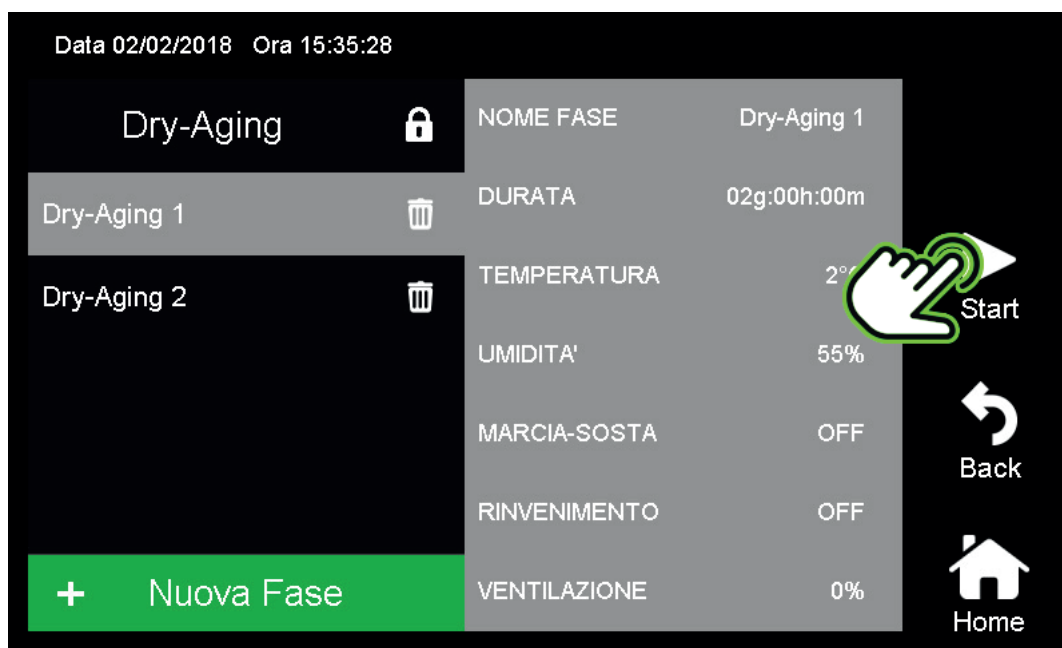 Data 02/02/2018 Ora 15:35:28
Dry-Aging
Dry-Aging 1
Dry-Aging 2
+ Nuova Fase
NOME FASE Dry-Aging 1
DURATA 02g:00h:00m
TEMPERATURA 2°
UMIDITA' 55%
MARCIA-SOSTA OFF
RINVENIMENTO OFF
VENTILAZIONE 0%
Start
Back
Home